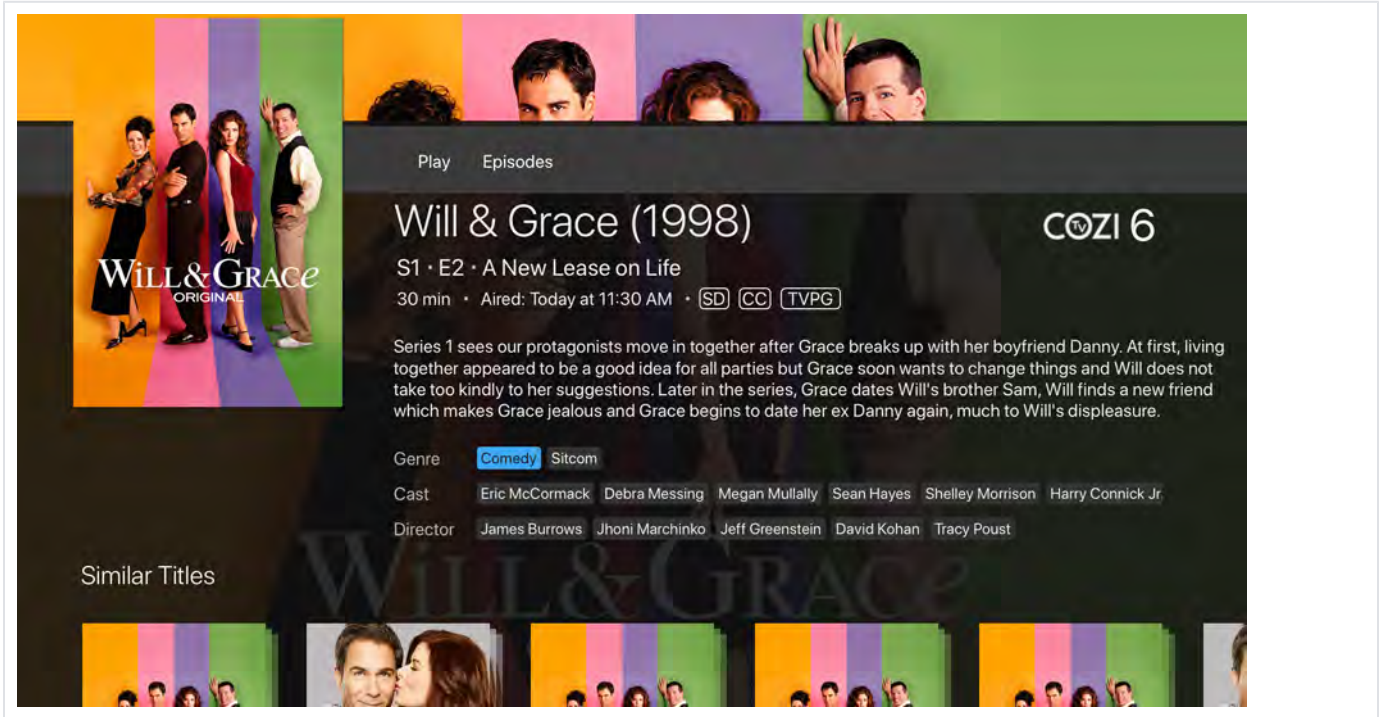 Play Episodes
Will & Grace (1998)
COZI TV 6
S1 · E2 · A New Lease on Life
30 min · Aired: Today at 11:30 AM · SD CC TVPG
WILL & GRACE
ORIGINAL
Series 1 sees our protagonists move in together after Grace breaks up with her boyfriend Danny. At first, living
together appeared to be a good idea for all parties but Grace soon wants to change things and Will does not
take too kindly to her suggestions. Later in the series, Grace dates Will's brother Sam, Will finds a new friend
which makes Grace jealous and Grace begins to date her ex Danny again, much to Will's displeasure.
Genre Comedy Sitcom
Cast Eric McCormack Debra Messing Megan Mullally Sean Hayes Shelley Morrison Harry Connick Jr
Director James Burrows Jhoni Marchinko Jeff Greenstein David Kohan Tracy Poust
Similar Titles
WILL & GRACE